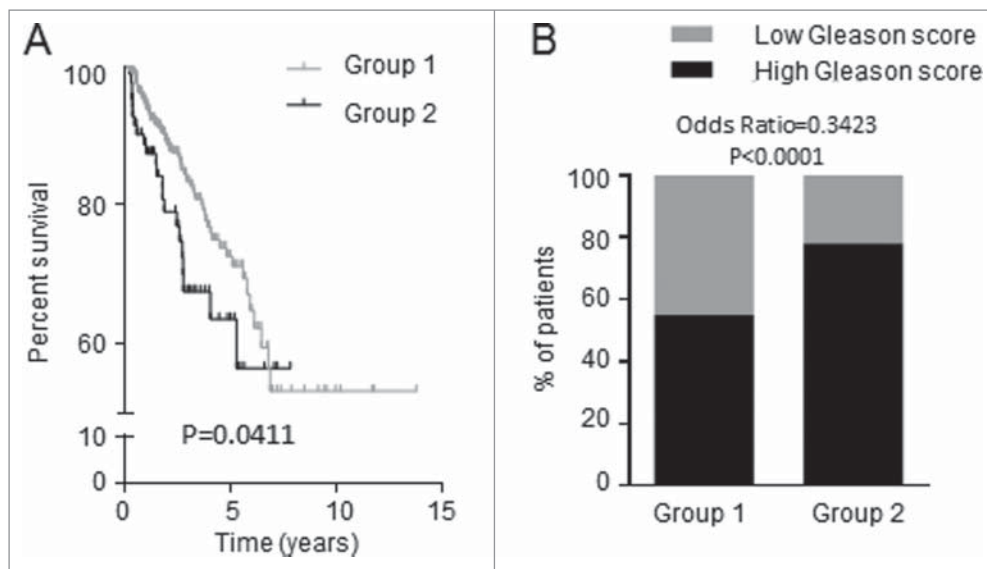 A
Group 1
Group 2
Percent survival
100
80
60
10
0
P=0.0411
0 5 10 15
Time (years)
B
Low Gleason score
High Gleason score
Odds Ratio=0.3423
P<0.0001
% of patients
100
80
60
40
20
0
Group 1 Group 2